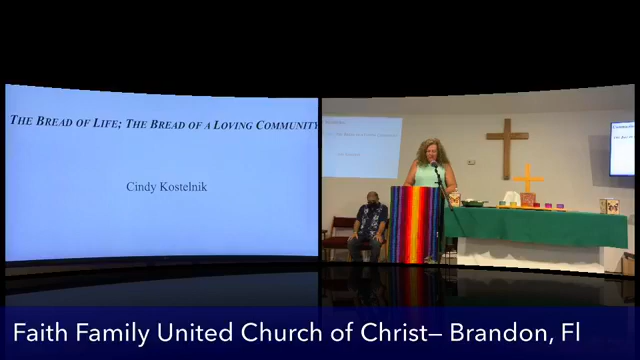 THE BREAD OF LIFE; THE BREAD OF A LOVING COMMUNITY
Cindy Kostelnik
Faith Family United Church of Christ– Brandon, Fl